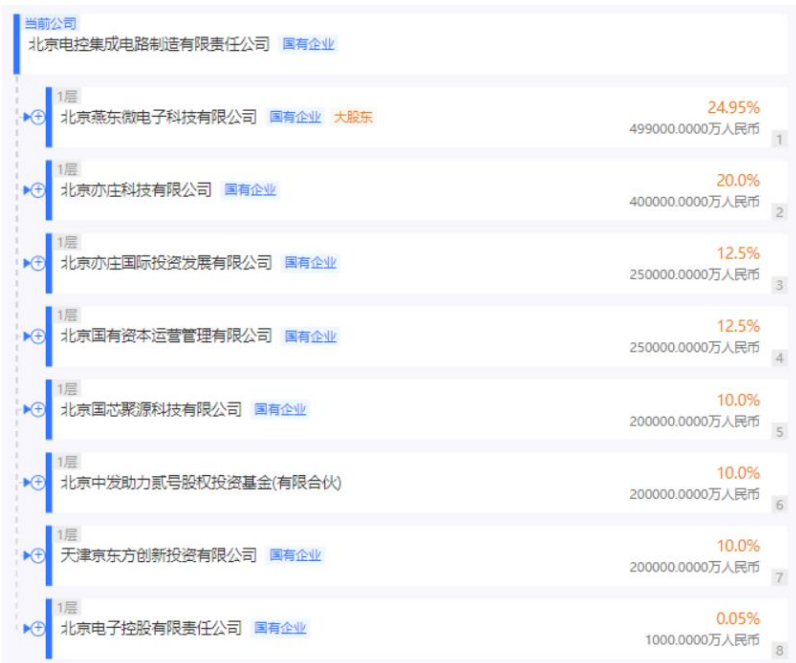 当前公司
北京电控集成电路制造有限责任公司 国有企业
1层
北京燕东微电子科技有限公司 国有企业 大股东
24.95%
499000.0000万人民币
1
1层
北京亦庄科技有限公司 国有企业
20.0%
400000.0000万人民币
2
1层
北京亦庄国际投资发展有限公司 国有企业
12.5%
250000.0000万人民币
3
1层
北京国有资本运营管理有限公司 国有企业
12.5%
250000.0000万人民币
4
1层
北京国芯聚源科技有限公司 国有企业
10.0%
200000.0000万人民币
5
1层
北京中发助力贰号股权投资基金(有限合伙)
10.0%
200000.0000万人民币
6
1层
天津京东方创新投资有限公司 国有企业
10.0%
200000.0000万人民币
7
1层
北京电子控股有限责任公司 国有企业
0.05%
1000.0000万人民币
8